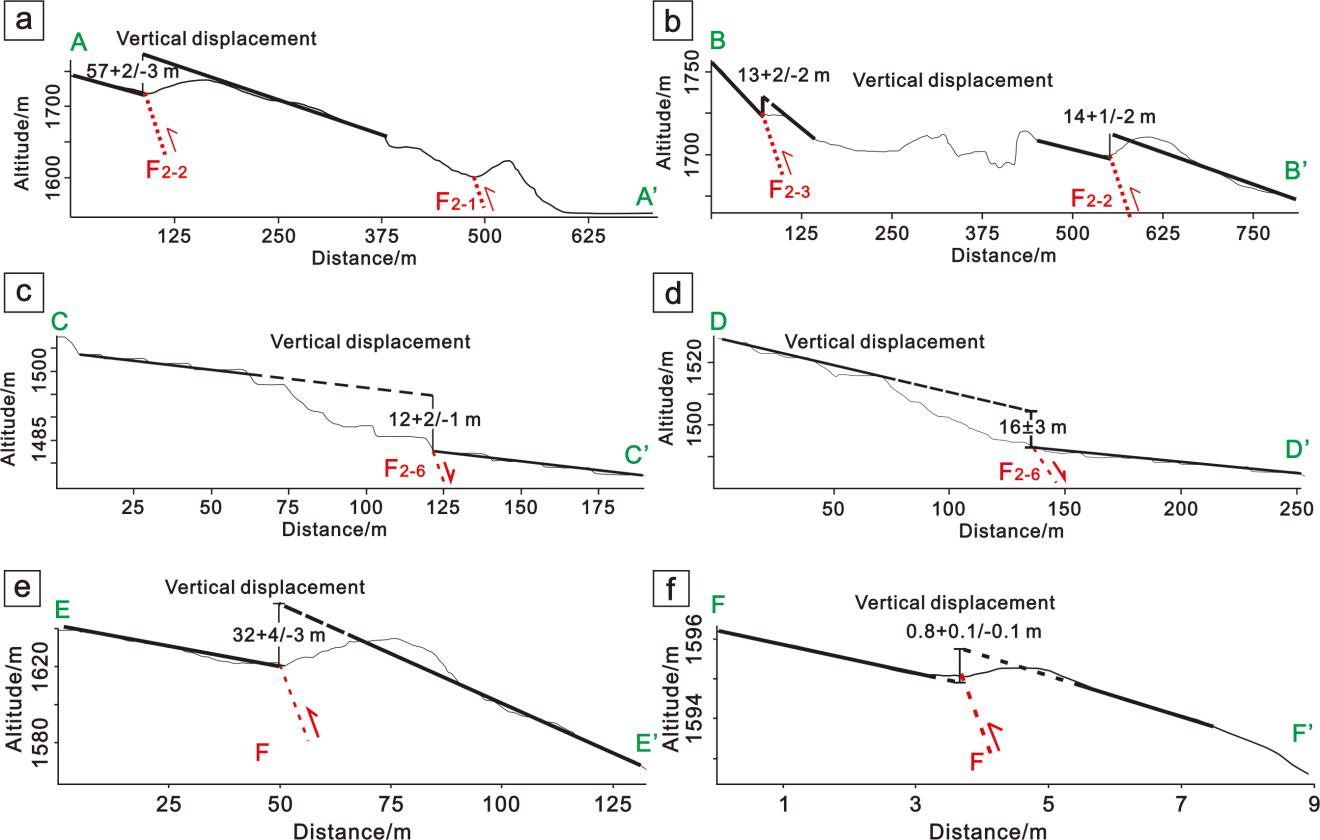 a
A
Vertical displacement
57+2/-3 m
1700
1600
Altitude/m
F2-2
F2-1
A’
125
250
375
500
625
Distance/m
b
B
1750
1700
Altitude/m
13+2/-2 m
Vertical displacement
14+1/-2 m
F2-3
F2-2
B’
125
250
375
500
625
750
Distance/m
c
C
Vertical displacement
1500
1485
Altitude/m
12+2/-1 m
F2-6
C’
25
50
75
100
125
150
175
Distance/m
d
D
Vertical displacement
1520
1500
Altitude/m
16±3 m
F2-6
D’
50
100
150
200
250
Distance/m
e
E
Vertical displacement
32+4/-3 m
1620
1580
Altitude/m
F
E’
25
50
75
100
125
Distance/m
f
F
Vertical displacement
0.8+0.1/-0.1 m
1596
1594
Altitude/m
F
F’
1
3
5
7
9
Distance/m